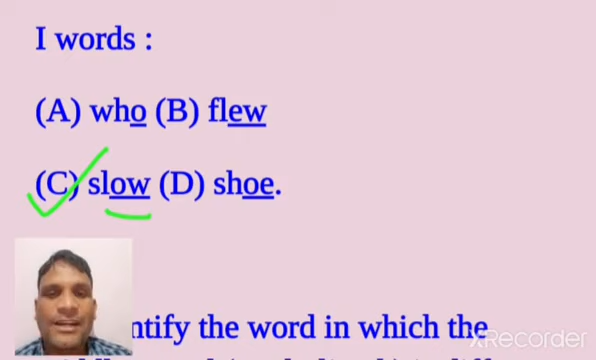 I words :
(A) who (B) flew
(C) slow (D) shoe.
ntify the word in which the
XRecorder